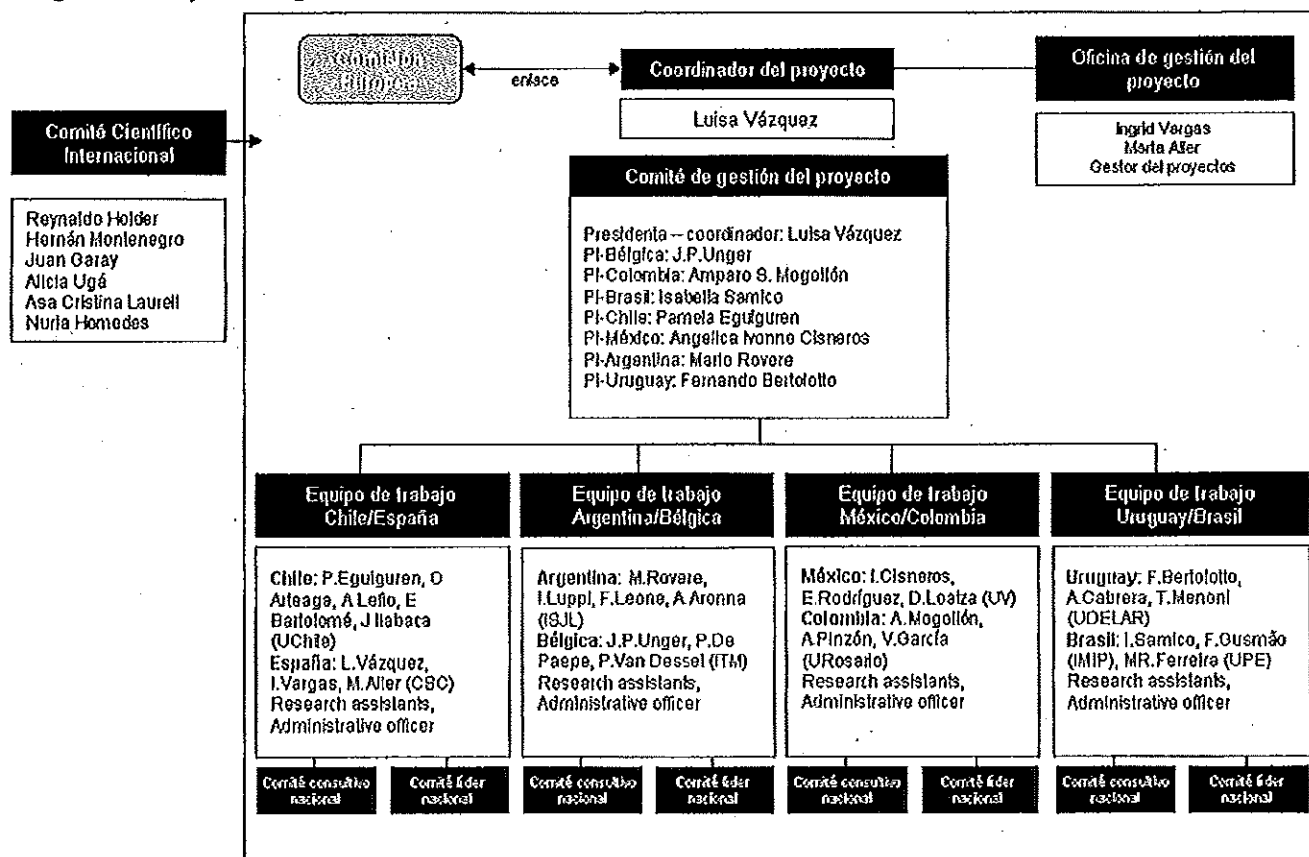 Comisión
Europea
enlace
Coordinador del proyecto
Luisa Vázquez
Oficina de gestión del
proyecto
Ingrid Vargas
Marta Aller
Gestor del proyectos
Comité Científico
Internacional
Reynaldo Holder
Hernán Montenegro
Juan Garay
Alicia Ugá
Asa Cristina Laurell
Nuria Homedes
Comité de gestión del proyecto
Presidenta – coordinador: Luisa Vázquez
PI-Bélgica: J.P.Unger
PI-Colombia: Amparo S. Mogollón
PI-Brasil: Isabella Samico
PI-Chile: Pamela Eguiguren
PI-México: Angelica Ivonne Cisneros
PI-Argentina: Mario Rovere
PI-Uruguay: Fernando Bertolotto
Equipo de trabajo
Chile/España
Chile: P.Eguiguren, O
Arteaga, A Leño, E
Bartolomé, J Ilabaca
(UChile)
España: L.Vázquez,
I.Vargas, M.Aller (CSC)
Research assistants,
Administrative officer
Comité consultivo
nacional
Comité líder
nacional
Equipo de trabajo
Argentina/Bélgica
Argentina: M.Rovere,
I.Luppi, F.Leone, A Aronna
(ISJL)
Bélgica: J.P.Unger, P.De
Paepe, P.Van Dessel (ITM)
Research assistants,
Administrative officer
Comité consultivo
nacional
Comité líder
nacional
Equipo de trabajo
México/Colombia
México: I.Cisneros,
E.Rodríguez, D.Loaiza (UV)
Colombia: A.Mogollón,
A.Pinzón, V.García
(URosario)
Research assistants,
Administrative officer
Comité consultivo
nacional
Comité líder
nacional
Equipo de trabajo
Uruguay/Brasil
Uruguay: F.Bertolotto,
A.Cabrera, T.Menoni
(UDELAR)
Brasil: I.Samico, F.Gusmão
(IMIP), MR.Ferreira (UPE)
Research assistants,
Administrative officer
Comité consultivo
nacional
Comité líder
nacional